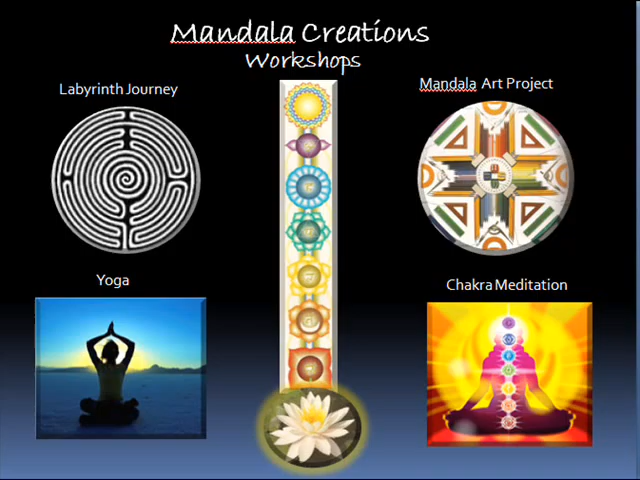 Mandala Creations
Workshops
Labyrinth Journey
Mandala Art Project
Yoga
Chakra Meditation